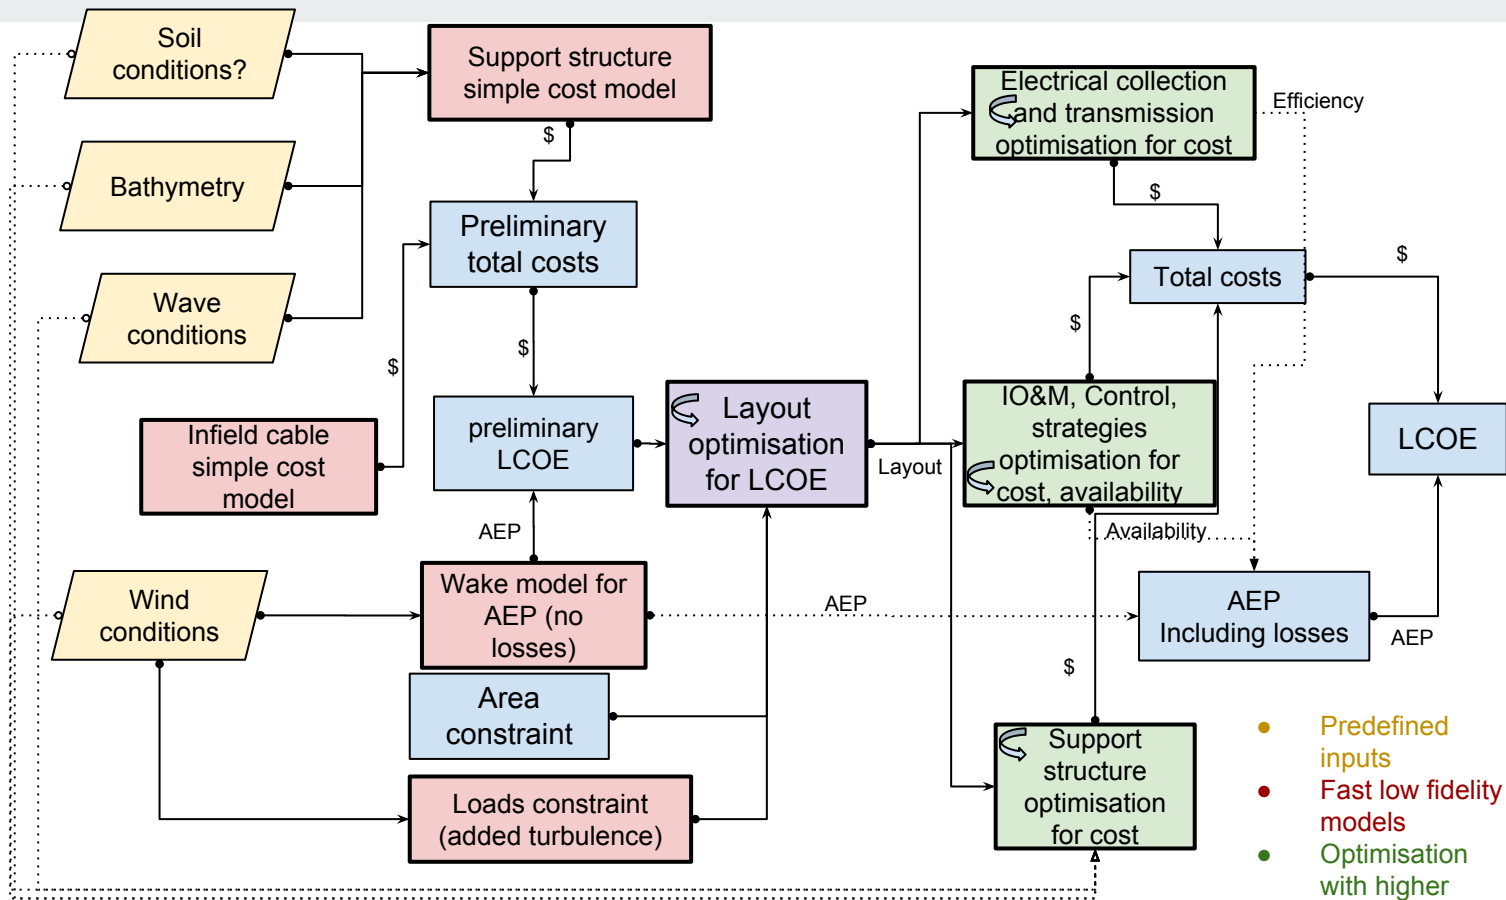 Soil
conditions?
Support structure
simple cost model
$
Bathymetry
Preliminary
total costs
Wave
conditions
$
$
Infield cable
simple cost
model
preliminary
LCOE
AEP
Layout
optimisation
for LCOE
Layout
Wind
conditions
Wake model for
AEP (no
losses)
AEP
Area
constraint
Loads constraint
(added turbulence)
Electrical collection
and transmission
optimisation for cost
Efficiency
$
Total costs
$
$
IO&M, Control,
strategies
optimisation for
cost, availability
Availability
LCOE
AEP
Including losses
AEP
$
Support
structure
optimisation
for cost
● Predefined
inputs
● Fast low fidelity
models
● Optimisation
with higher